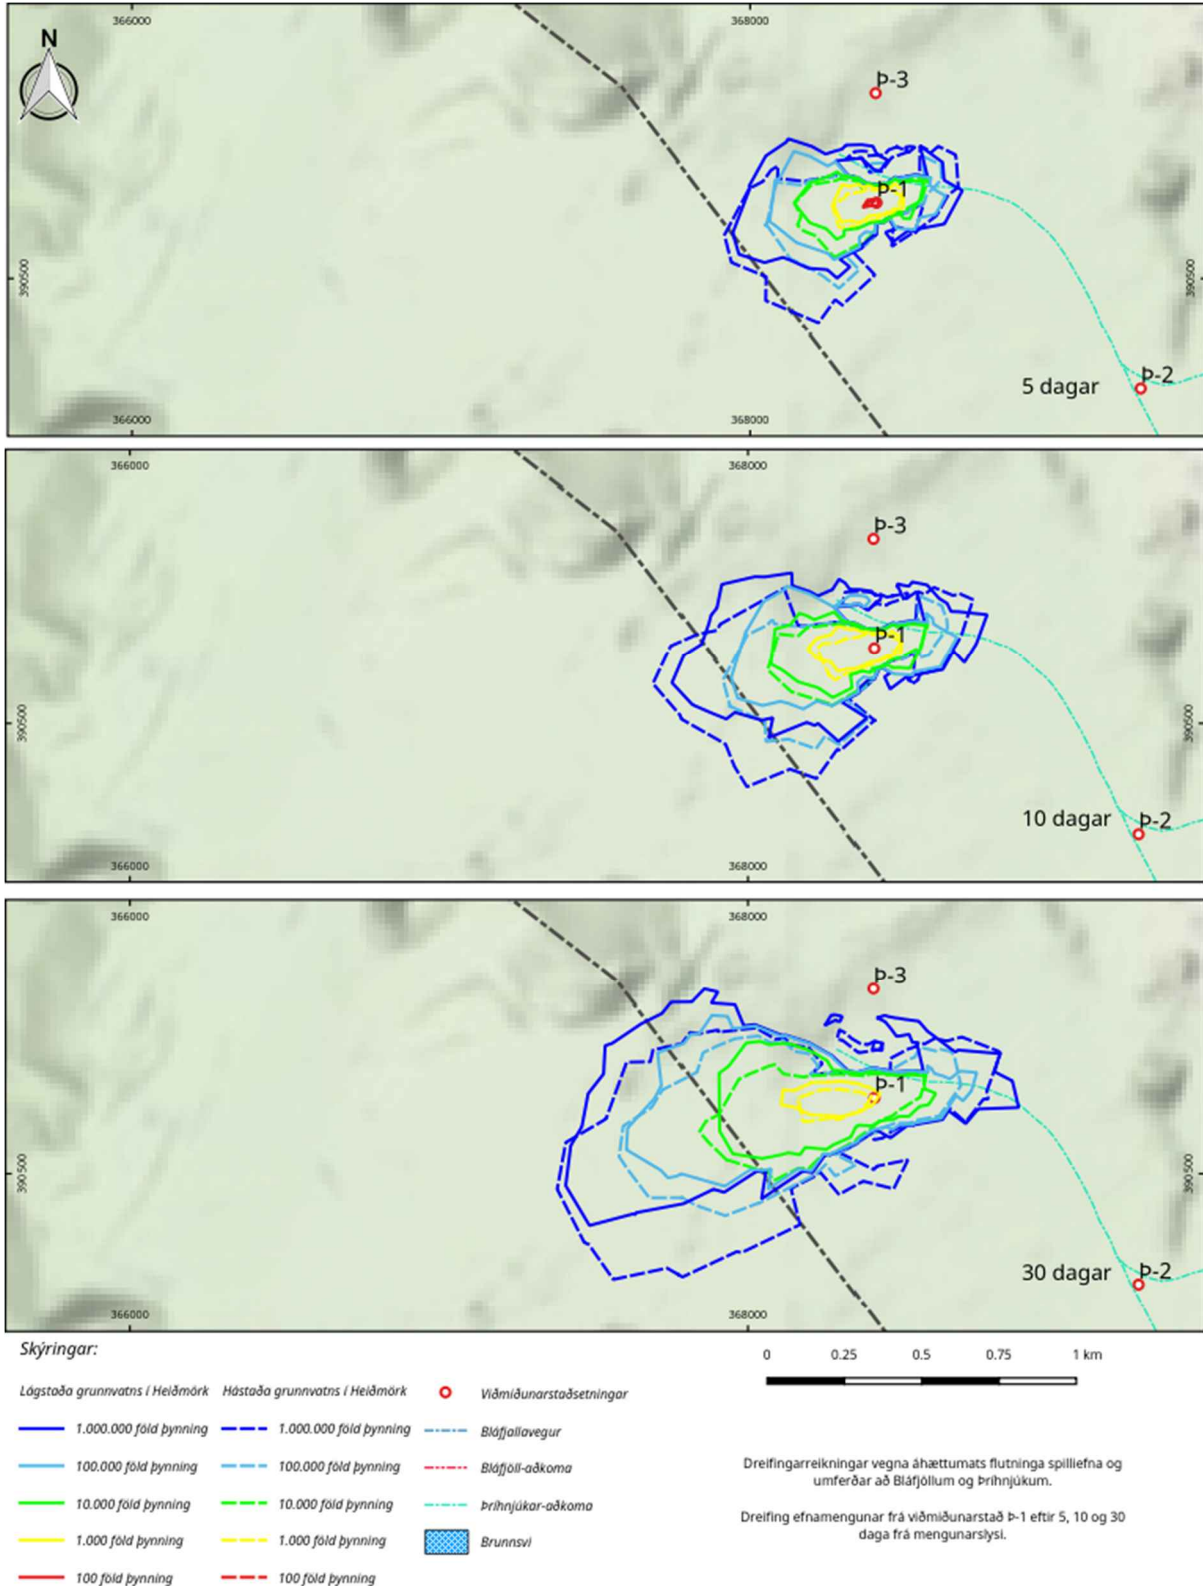 366000
368000
N
Þ-3
Þ-1
390500
390500
Þ-2
5 dagar
366000
368000
366000
368000
Þ-3
Þ-1
390500
390500
10 dagar
Þ-2
366000
368000
366000
368000
Þ-3
Þ-1
390500
390500
30 dagar
Þ-2
366000
368000
Skýringar:
0 0.25 0.5 0.75 1 km
Lágstaða grunnvatns í Heiðmörk
1.000.000 föld þynning
100.000 föld þynning
10.000 föld þynning
1.000 föld þynning
100 föld þynning
Hástaða grunnvatns í Heiðmörk
1.000.000 föld þynning
100.000 föld þynning
10.000 föld þynning
1.000 föld þynning
100 föld þynning
Viðmiðunarstaðsetningar
Bláfjallavegur
Bláfjöll-aðkoma
Þríhnjúkar-aðkoma
Brunnsvi
Dreifingarreikningar vegna áhættumats flutninga spilliefna og
umferðar að Bláfjöllum og Þríhnjúkum.
Dreifing efnamengunar frá viðmiðunarstað Þ-1 eftir 5, 10 og 30
daga frá mengunarslysi.